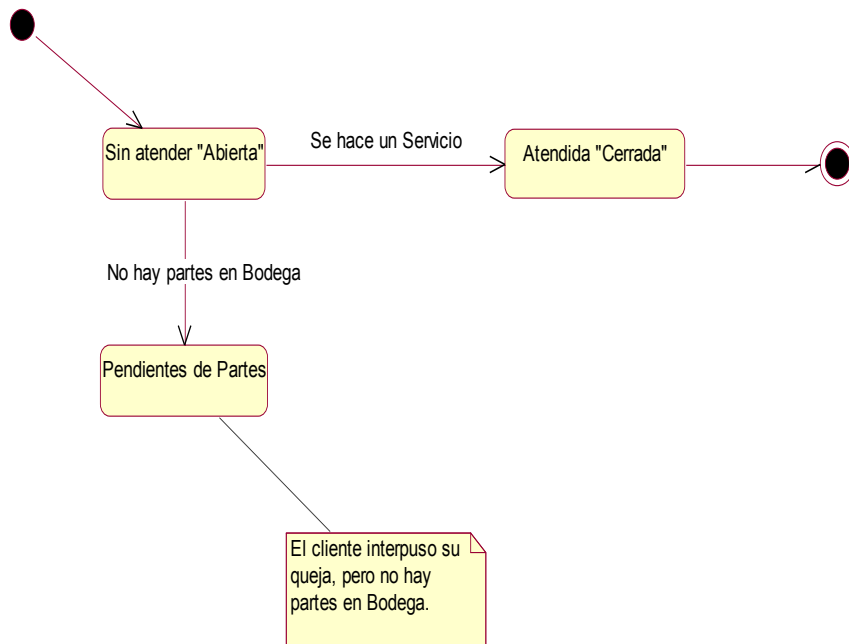 Sin atender "Abierta"
Se hace un Servicio
Atendida "Cerrada"
No hay partes en Bodega
Pendientes de Partes
El cliente interpuso su
queja, pero no hay
partes en Bodega.